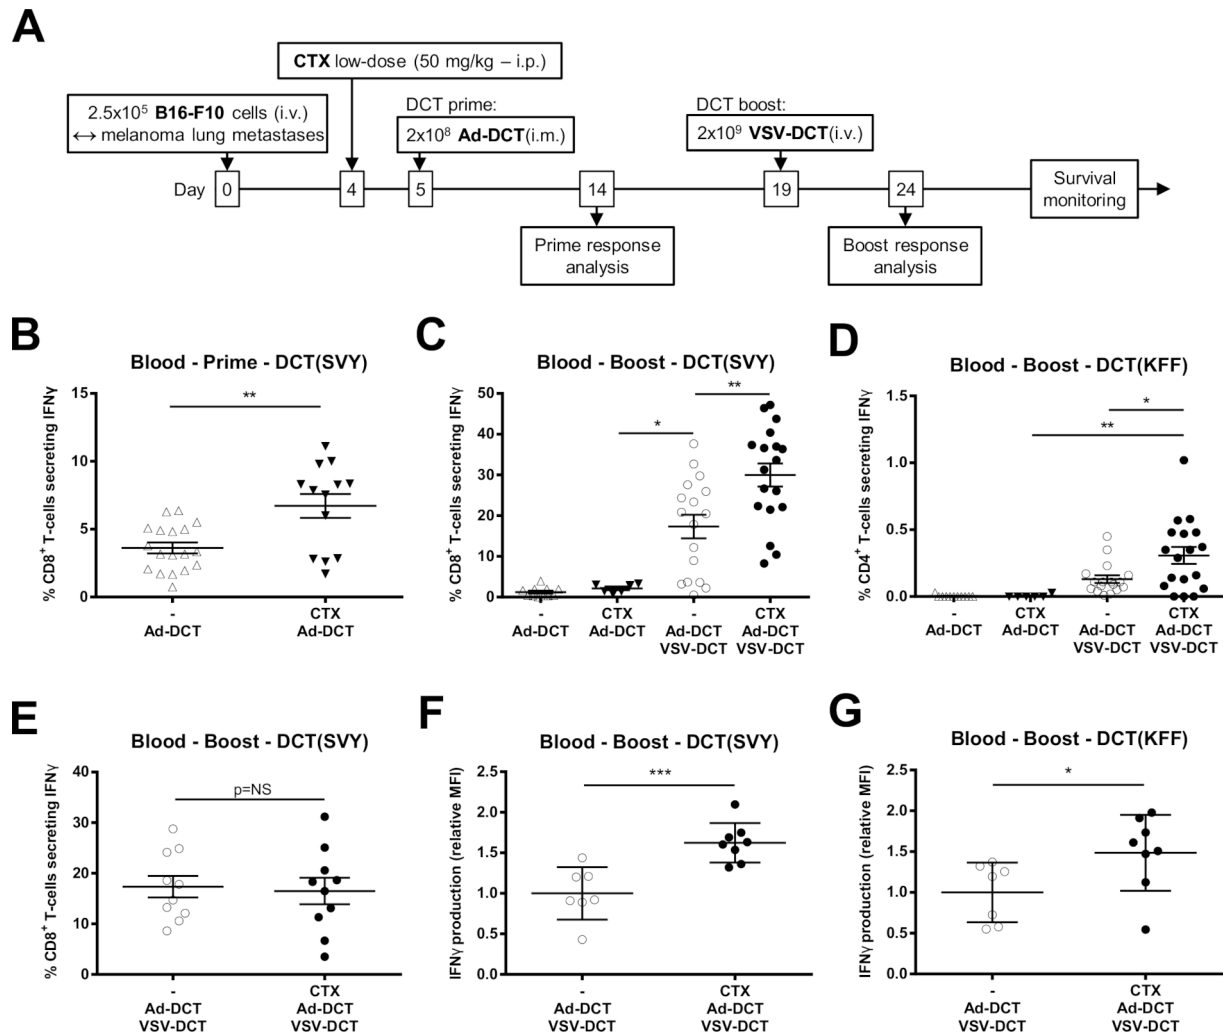 A
CTX low-dose (50 mg/kg – i.p.)
2.5x10⁵ B16-F10 cells (i.v.)
↔ melanoma lung metastases
DCT prime:
2x10⁸ Ad-DCT(i.m.)
DCT boost:
2x10⁹ VSV-DCT(i.v.)
Day 0 4 5 14 19 24
Survival
monitoring
Prime response
analysis
Boost response
analysis
B
Blood - Prime - DCT(SVY)
% CD8⁺ T-cells secreting IFNγ
15
10
5
0
**
- CTX
Ad-DCT Ad-DCT
C
Blood - Boost - DCT(SVY)
% CD8⁺ T-cells secreting IFNγ
50
40
30
20
10
0
*
**
- CTX - CTX
Ad-DCT Ad-DCT Ad-DCT Ad-DCT
VSV-DCT VSV-DCT
D
Blood - Boost - DCT(KFF)
% CD4⁺ T-cells secreting IFNγ
1.5
1.0
0.5
0.0
*
**
- CTX - CTX
Ad-DCT Ad-DCT Ad-DCT Ad-DCT
VSV-DCT VSV-DCT
E
Blood - Boost - DCT(SVY)
% CD8⁺ T-cells secreting IFNγ
40
30
20
10
0
p=NS
- CTX
Ad-DCT Ad-DCT
VSV-DCT VSV-DCT
F
Blood - Boost - DCT(SVY)
IFNγ production (relative MFI)
2.5
2.0
1.5
1.0
0.5
0.0
***
- CTX
Ad-DCT Ad-DCT
VSV-DCT VSV-DCT
G
Blood - Boost - DCT(KFF)
IFNγ production (relative MFI)
2.5
2.0
1.5
1.0
0.5
0.0
*
- CTX
Ad-DCT Ad-DCT
VSV-DCT VSV-DCT